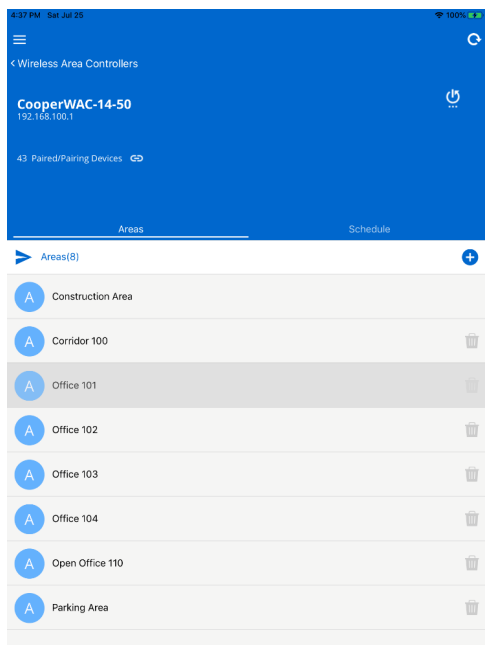 4:37 PM Sat Jul 25 100%
< Wireless Area Controllers
CooperWAC-14-50
192.168.100.1
43 Paired/Pairing Devices
Areas Schedule
Areas(8)
A Construction Area
A Corridor 100
A Office 101
A Office 102
A Office 103
A Office 104
A Open Office 110
A Parking Area